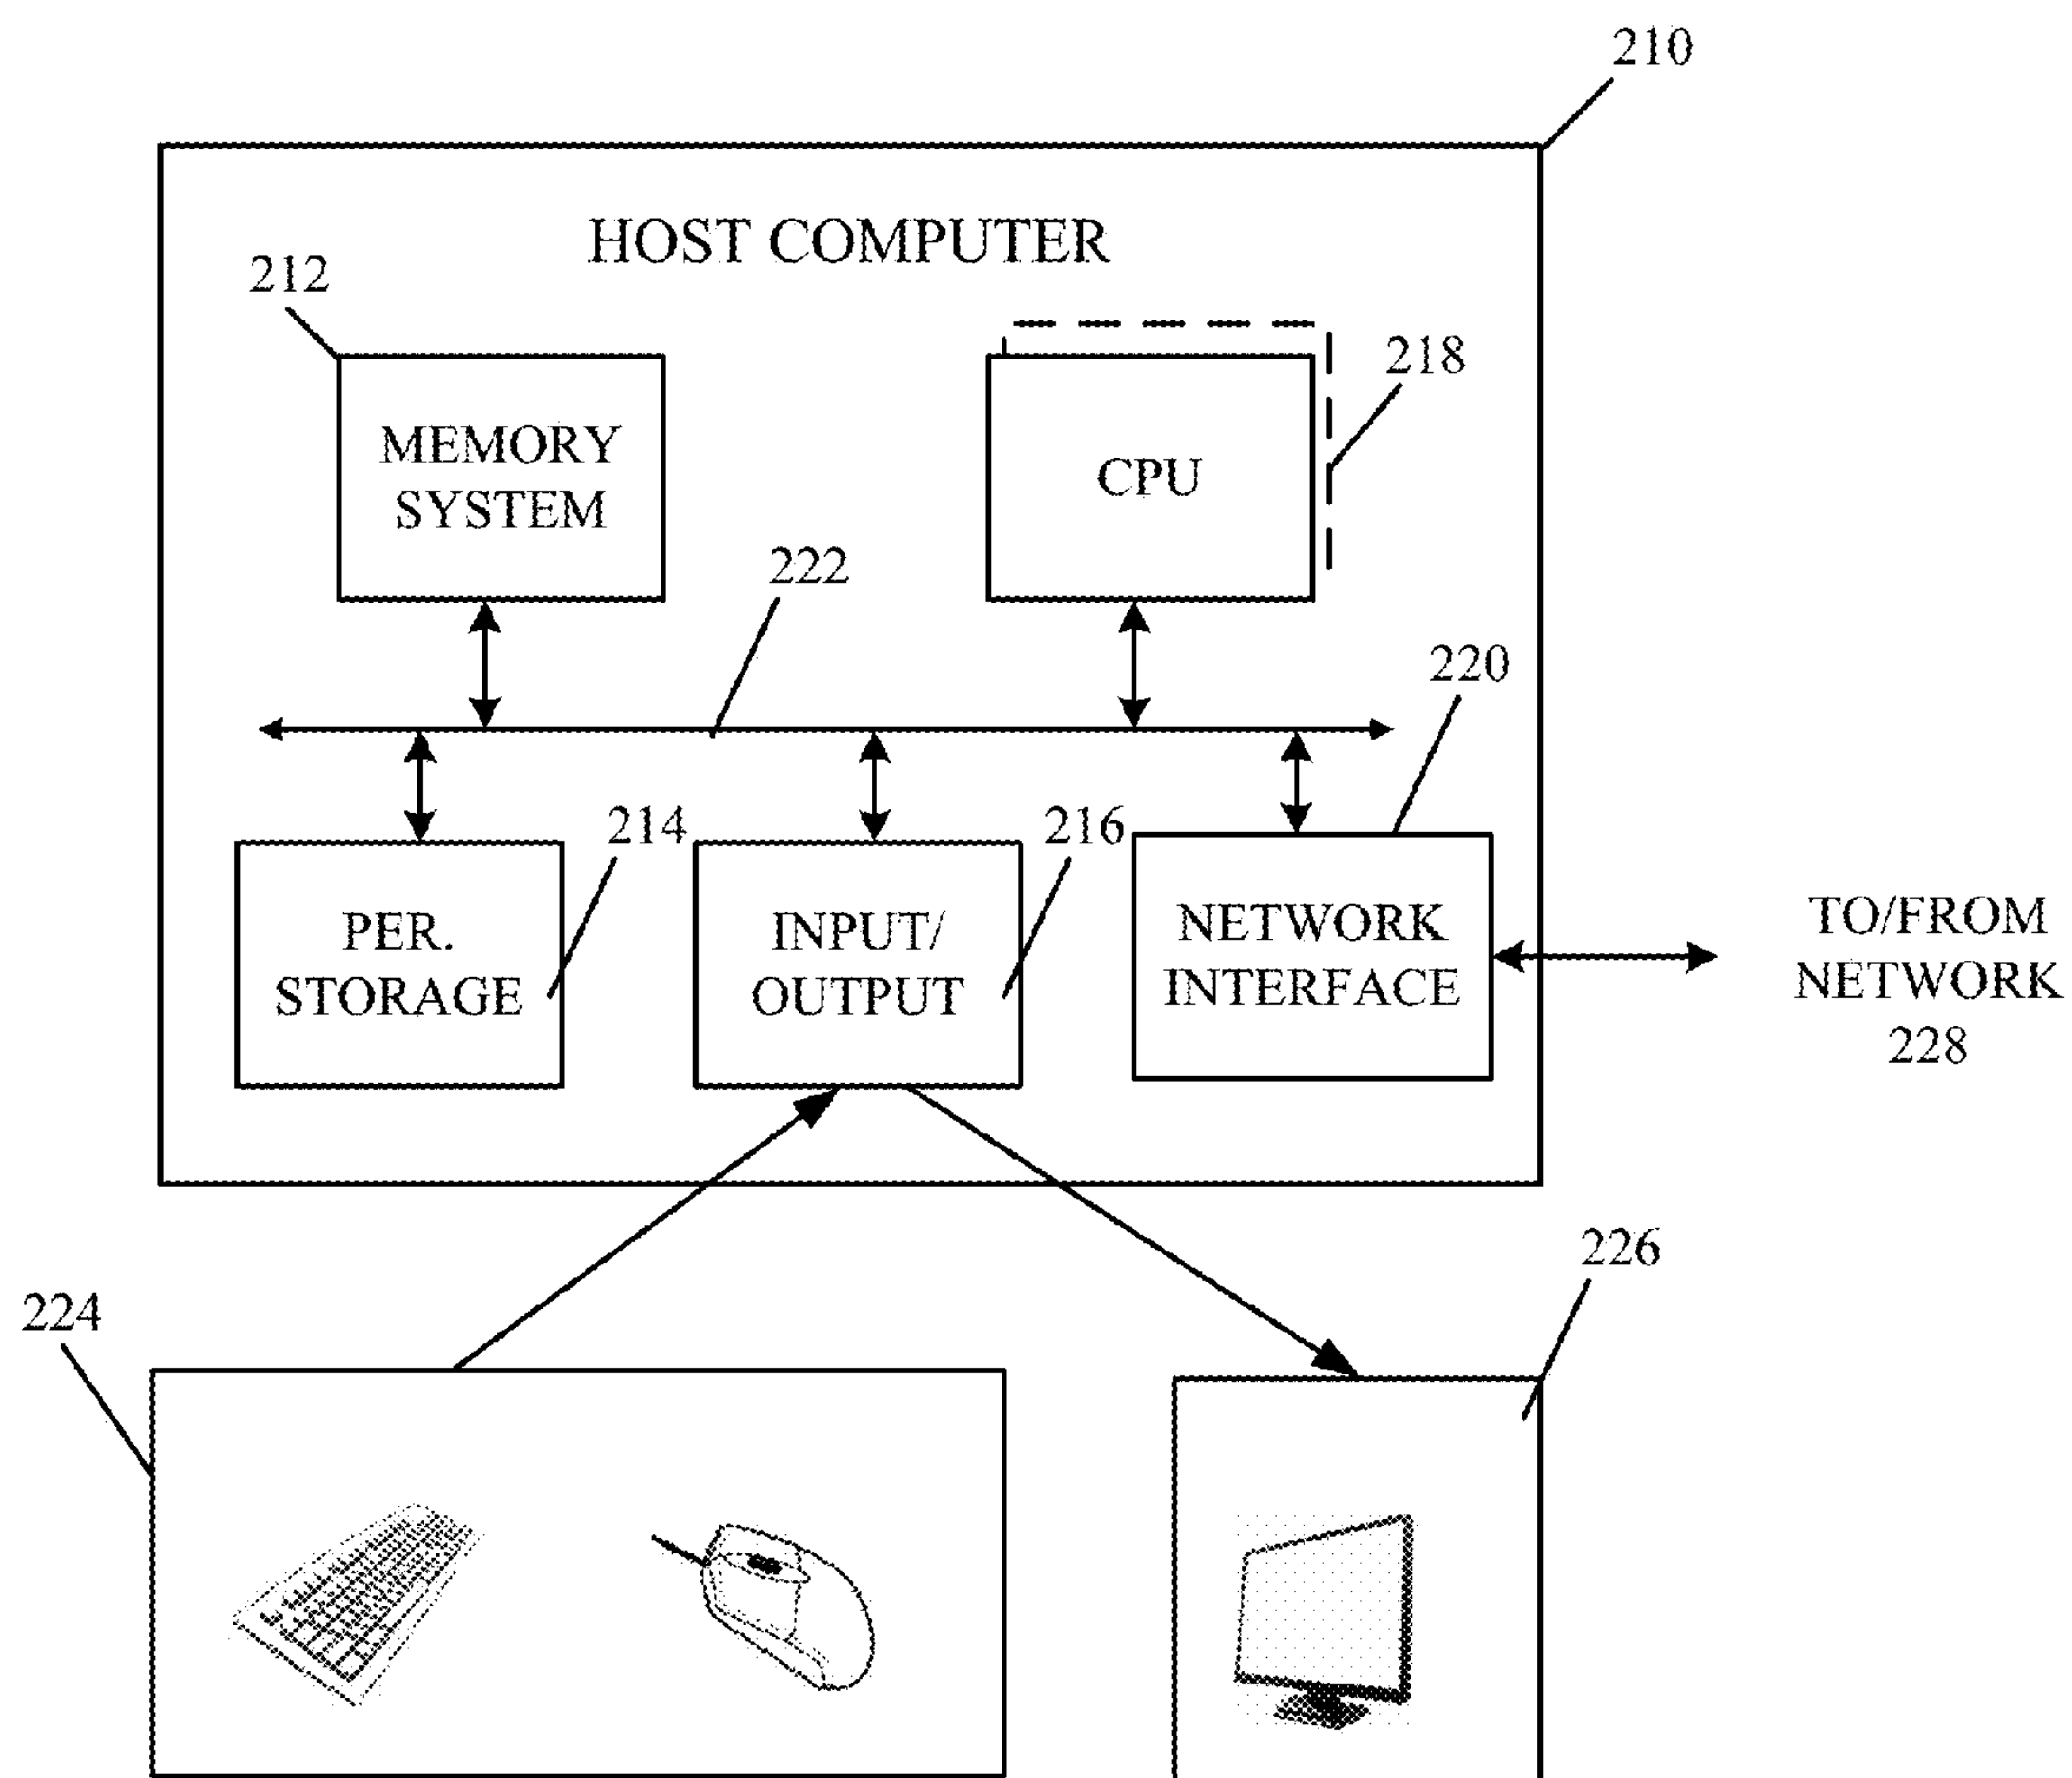 210
HOST COMPUTER
212
218
MEMORY
SYSTEM
CPU
222
220
214
216
PER.
STORAGE
INPUT/
OUTPUT
NETWORK
INTERFACE
TO/FROM
NETWORK
228
226
224